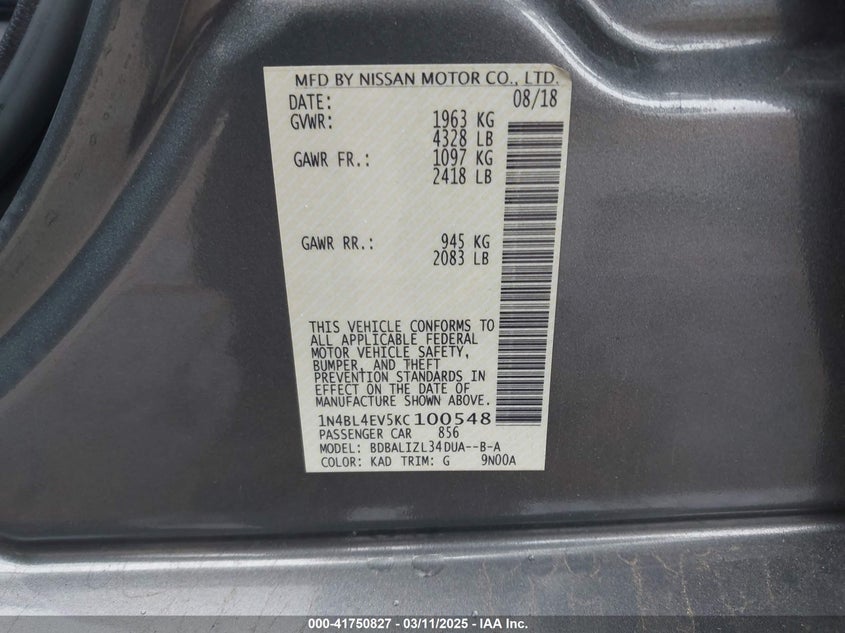 MFD BY NISSAN MOTOR CO., LTD.
DATE: 08/18
GVWR: 1963 KG
4328 LB
GAWR FR.: 1097 KG
2418 LB
GAWR RR.: 945 KG
2083 LB
THIS VEHICLE CONFORMS TO
ALL APPLICABLE FEDERAL
MOTOR VEHICLE SAFETY,
BUMPER, AND THEFT
PREVENTION STANDARDS IN
EFFECT ON THE DATE OF
MANUFACTURE SHOWN ABOVE.
1N4BL4EV5KC100548
PASSENGER CAR 856
MODEL: BDBALIZL34DUA--B-A
COLOR: KAD TRIM: G 9N00A
000-41750827 - 03/11/2025 - IAA Inc.